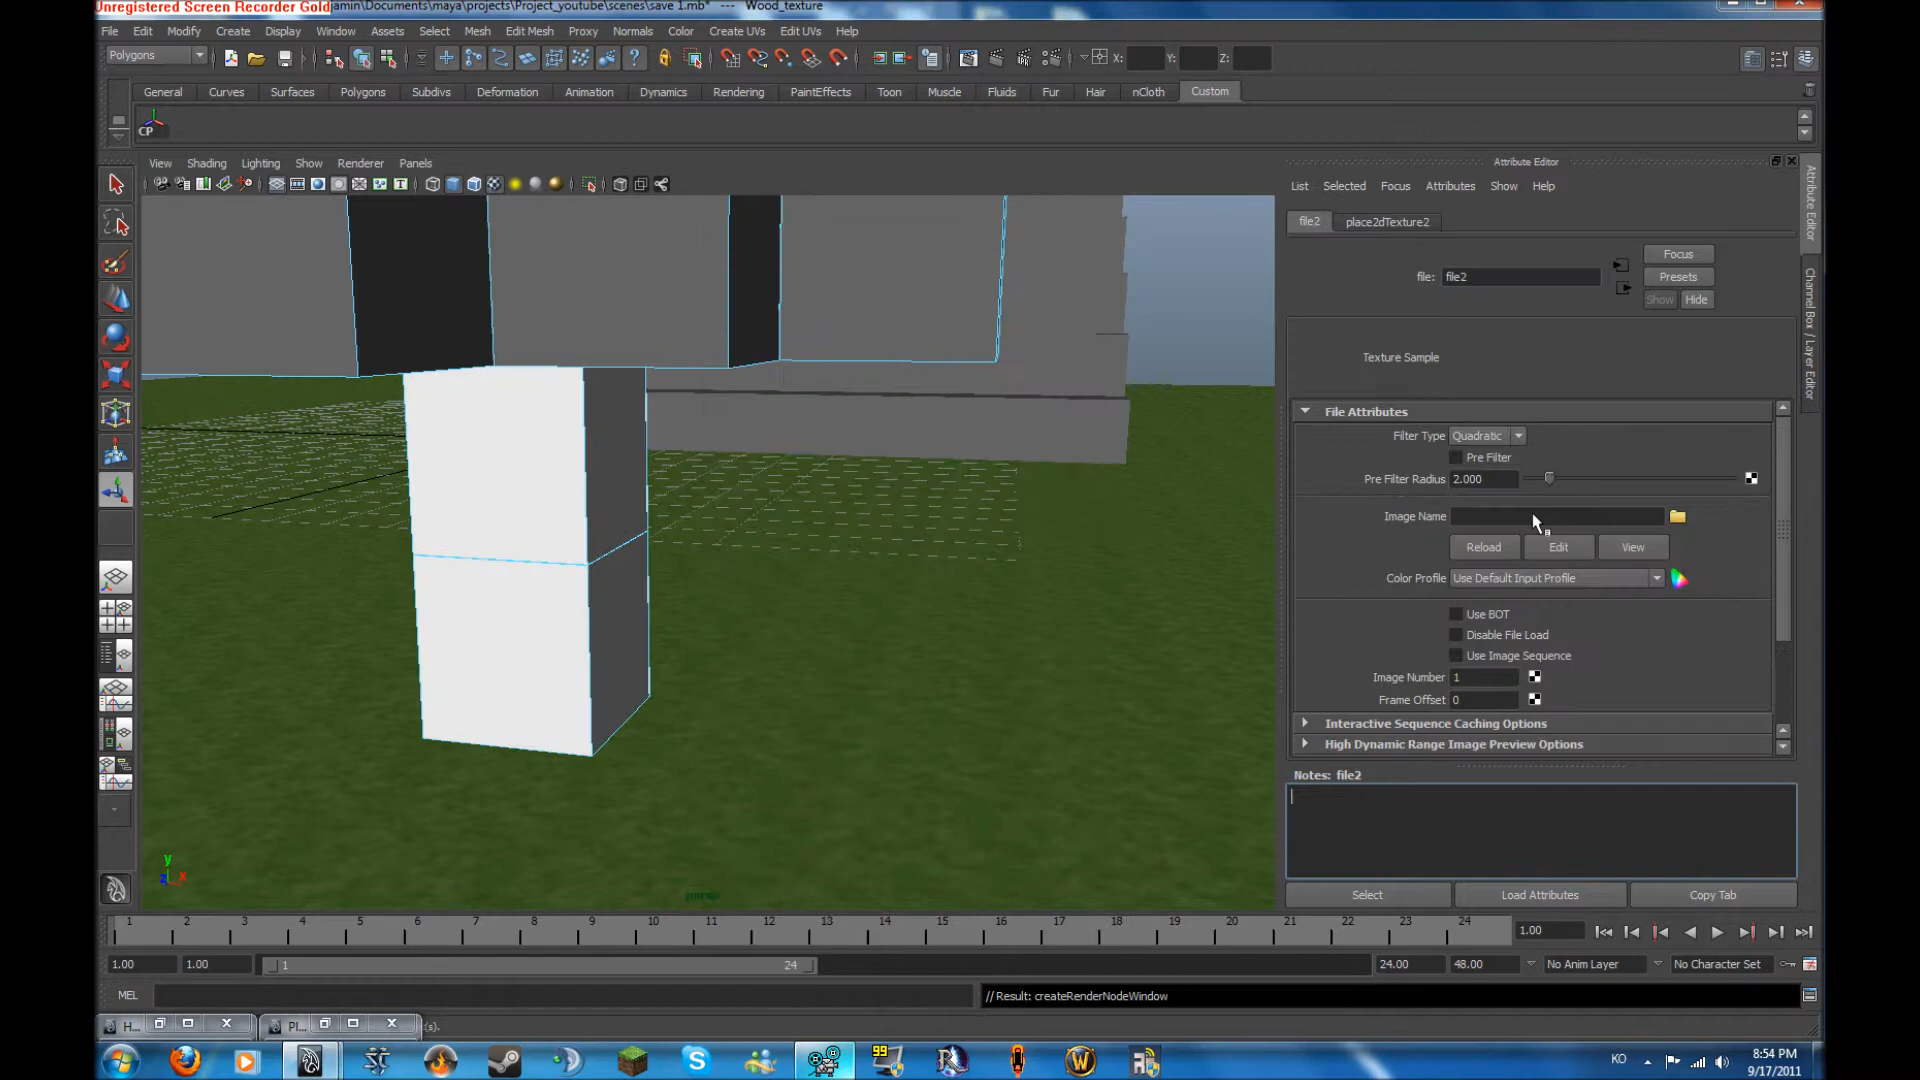 Unregistered Screen Recorder Gold jamin\Documents\maya\projects\Project_youtube\scenes\save 1.mb* --- Wood_texture
File Edit Modify Create Display Window Assets Select Mesh Edit Mesh Proxy Normals Color Create UVs Edit UVs Help
Polygons X: Y: Z:
General Curves Surfaces Polygons Subdivs Deformation Animation Dynamics Rendering PaintEffects Toon Muscle Fluids Fur Hair nCloth Custom
CP
View Shading Lighting Show Renderer Panels
Attribute Editor
List Selected Focus Attributes Show Help
file2 place2dTexture2
Focus
file: file2
Presets
Show Hide
Texture Sample
File Attributes
Filter Type Quadratic
Pre Filter
Pre Filter Radius 2.000
Image Name
Reload Edit View
Color Profile Use Default Input Profile
Use BOT
Disable File Load
Use Image Sequence
Image Number 1
Frame Offset 0
Interactive Sequence Caching Options
High Dynamic Range Image Preview Options
Notes: file2
Select Load Attributes Copy Tab
Attribute Editor
Channel Box / Layer Editor
y
z x
persp
1 2 3 4 5 6 7 8 9 10 11 12 13 14 15 16 17 18 19 20 21 22 23 24 1.00
1.00 1.00 1 24 24.00 48.00 No Anim Layer No Character Set
MEL // Result: createRenderNodeWindow
H... Pl... (s).
99
KO 8:54 PM
9/17/2011